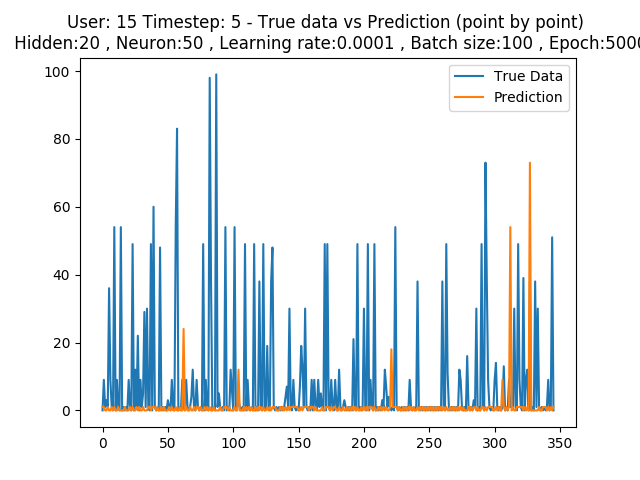 User: 15 Timestep: 5 - True data vs Prediction (point by point)
Hidden:20 , Neuron:50 , Learning rate:0.0001 , Batch size:100 , Epoch:5000
True Data
Prediction
100
80
60
40
20
0
0 50 100 150 200 250 300 350